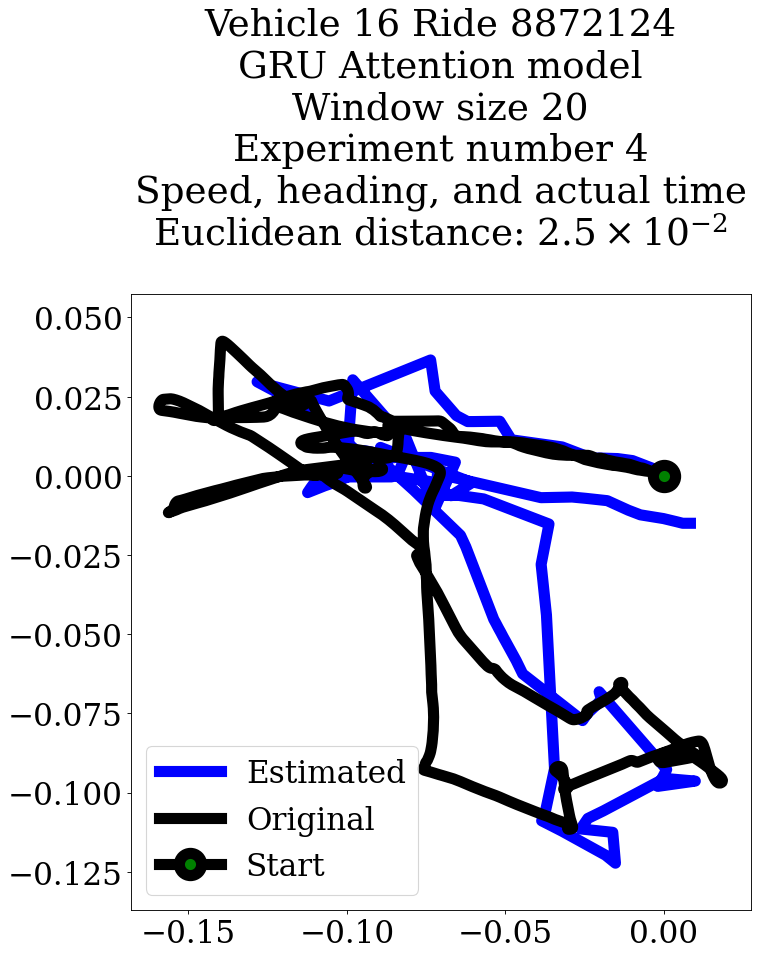 Vehicle 16 Ride 8872124
GRU Attention model
Window size 20
Experiment number 4
Speed, heading, and actual time
Euclidean distance: 2.5 × 10⁻²
0.050
0.025
0.000
−0.025
−0.050
−0.075
−0.100
−0.125
Estimated
Original
Start
−0.15 −0.10 −0.05 0.00